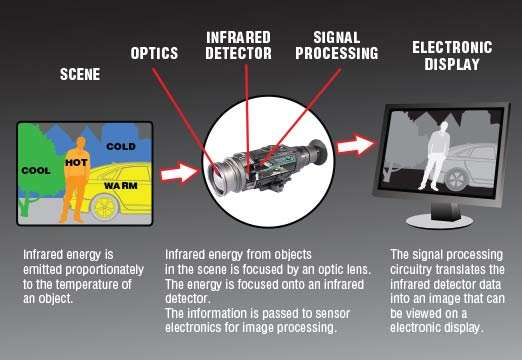 SCENE
OPTICS
INFRARED
DETECTOR
SIGNAL
PROCESSING
ELECTRONIC
DISPLAY
COLD
HOT
COOL
WARM
Infrared energy is
emitted proportionately
to the temperature of
an object.
Infrared energy from objects
in the scene is focused by an optic lens.
The energy is focused onto an infrared
detector.
The information is passed to sensor
electronics for image processing.
The signal processing
circuitry translates the
infrared detector data
into an image that can
be viewed on a
electronic display.